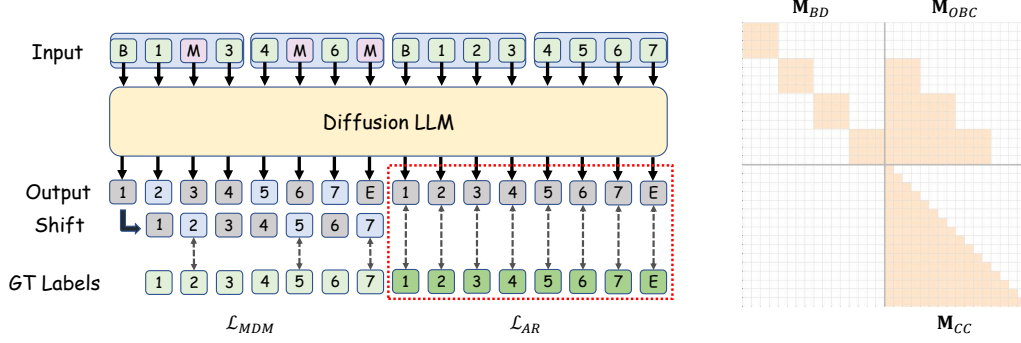 M_BD M_OBC
Input B 1 M 3 4 M 6 M B 1 2 3 4 5 6 7
Diffusion LLM
Output 1 2 3 4 5 6 7 E 1 2 3 4 5 6 7 E
Shift 1 2 3 4 5 6 7
GT Labels 1 2 3 4 5 6 7 1 2 3 4 5 6 7 E
ℒ_MDM ℒ_AR
M_CC